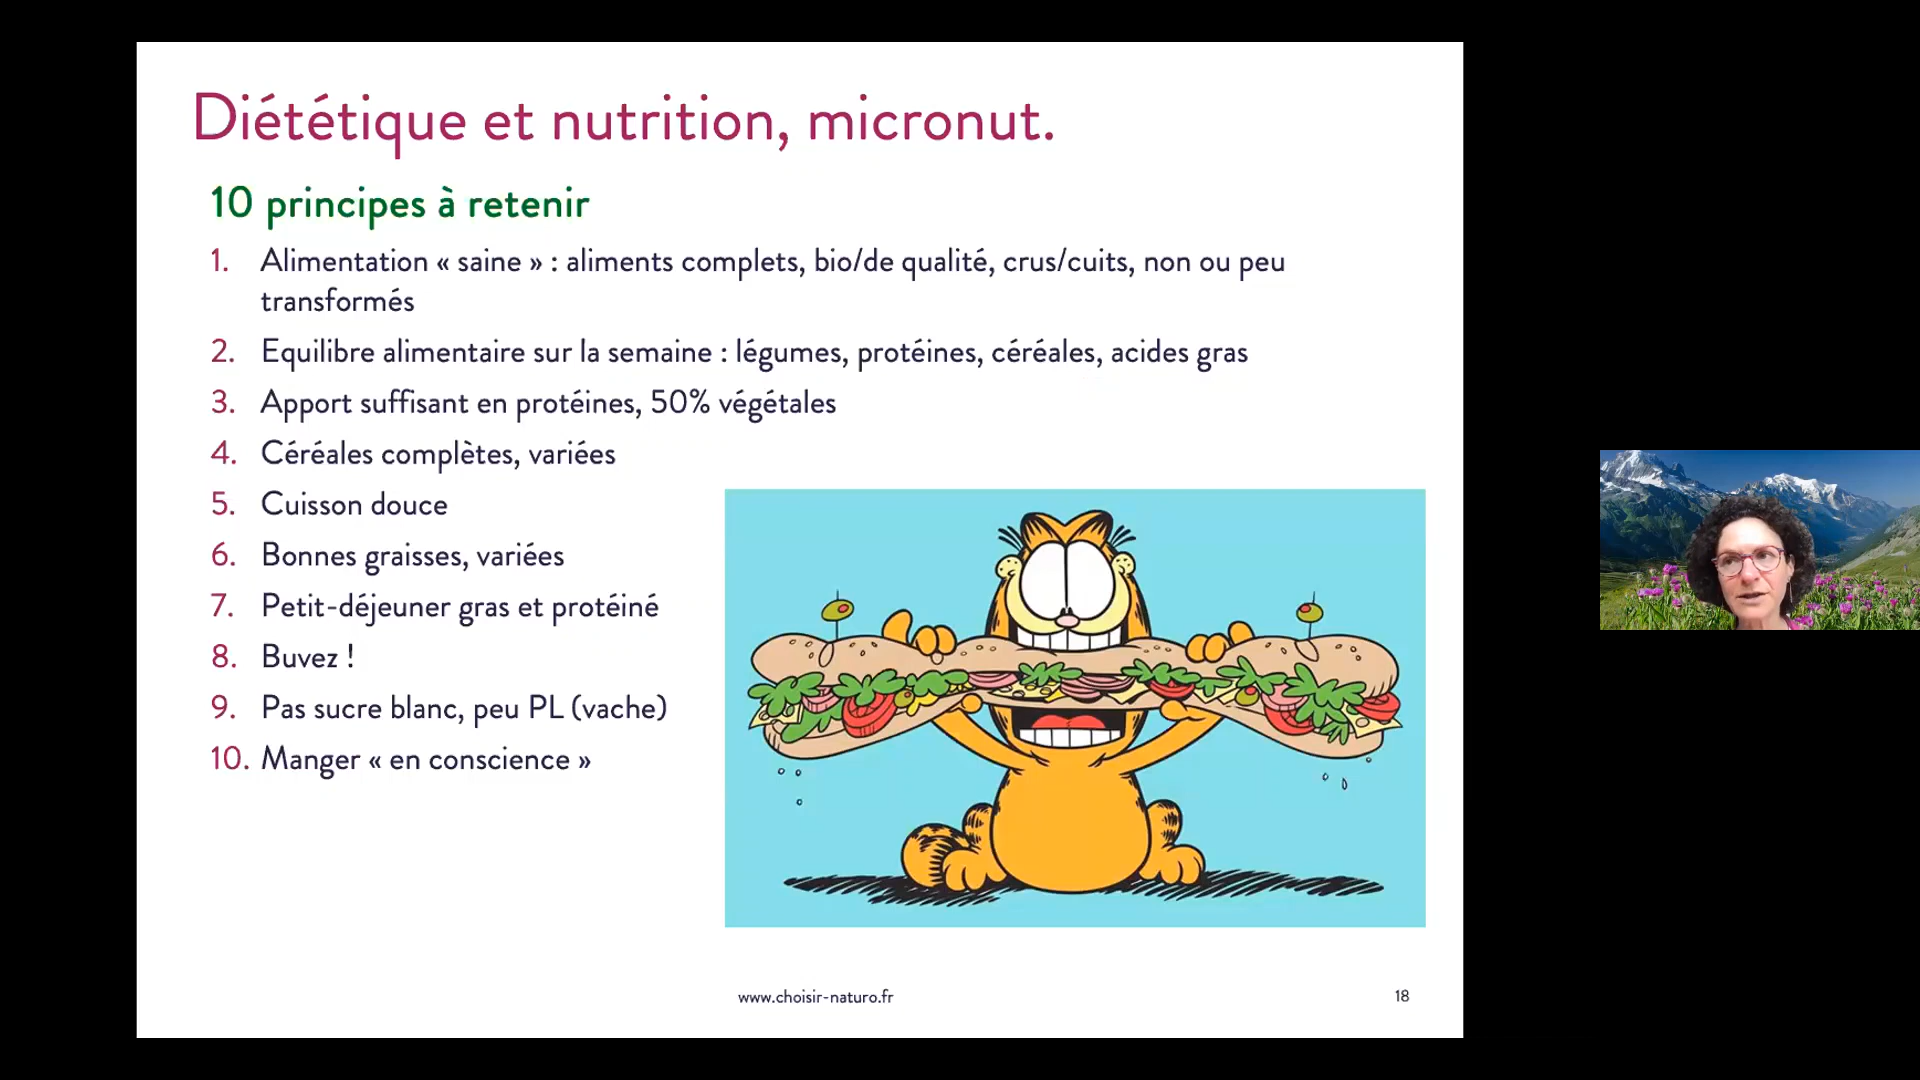 Diététique et nutrition, micronut.
10 principes à retenir
1. Alimentation « saine » : aliments complets, bio/de qualité, crus/cuits, non ou peu
transformés
2. Equilibre alimentaire sur la semaine : légumes, protéines, céréales, acides gras
3. Apport suffisant en protéines, 50% végétales
4. Céréales complètes, variées
5. Cuisson douce
6. Bonnes graisses, variées
7. Petit-déjeuner gras et protéiné
8. Buvez !
9. Pas sucre blanc, peu PL (vache)
10. Manger « en conscience »
www.choisir-naturo.fr
18